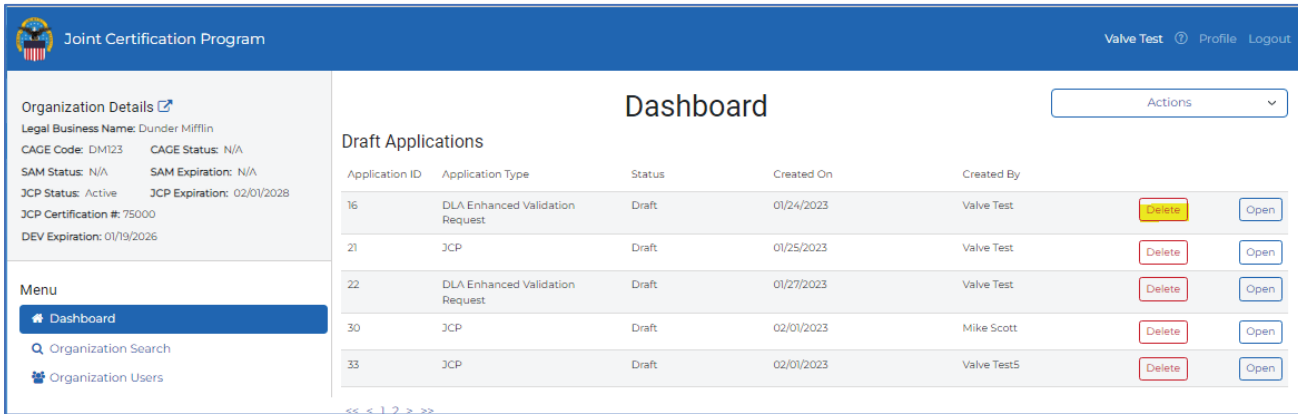 Joint Certification Program
Valve Test ? Profile Logout
Organization Details
Legal Business Name: Dunder Mifflin
CAGE Code: DM123 CAGE Status: N/A
SAM Status: N/A SAM Expiration: N/A
JCP Status: Active JCP Expiration: 02/01/2028
JCP Certification #: 75000
DEV Expiration: 01/19/2026
Menu
Dashboard
Organization Search
Organization Users
Dashboard
Actions
Draft Applications
Application ID Application Type Status Created On Created By
16 DLA Enhanced Validation Draft 01/24/2023 Valve Test Delete Open
Request
21 JCP Draft 01/25/2023 Valve Test Delete Open
22 DLA Enhanced Validation Draft 01/27/2023 Valve Test Delete Open
Request
30 JCP Draft 02/01/2023 Mike Scott Delete Open
33 JCP Draft 02/01/2023 Valve Test5 Delete Open
<< < 1 2 > >>